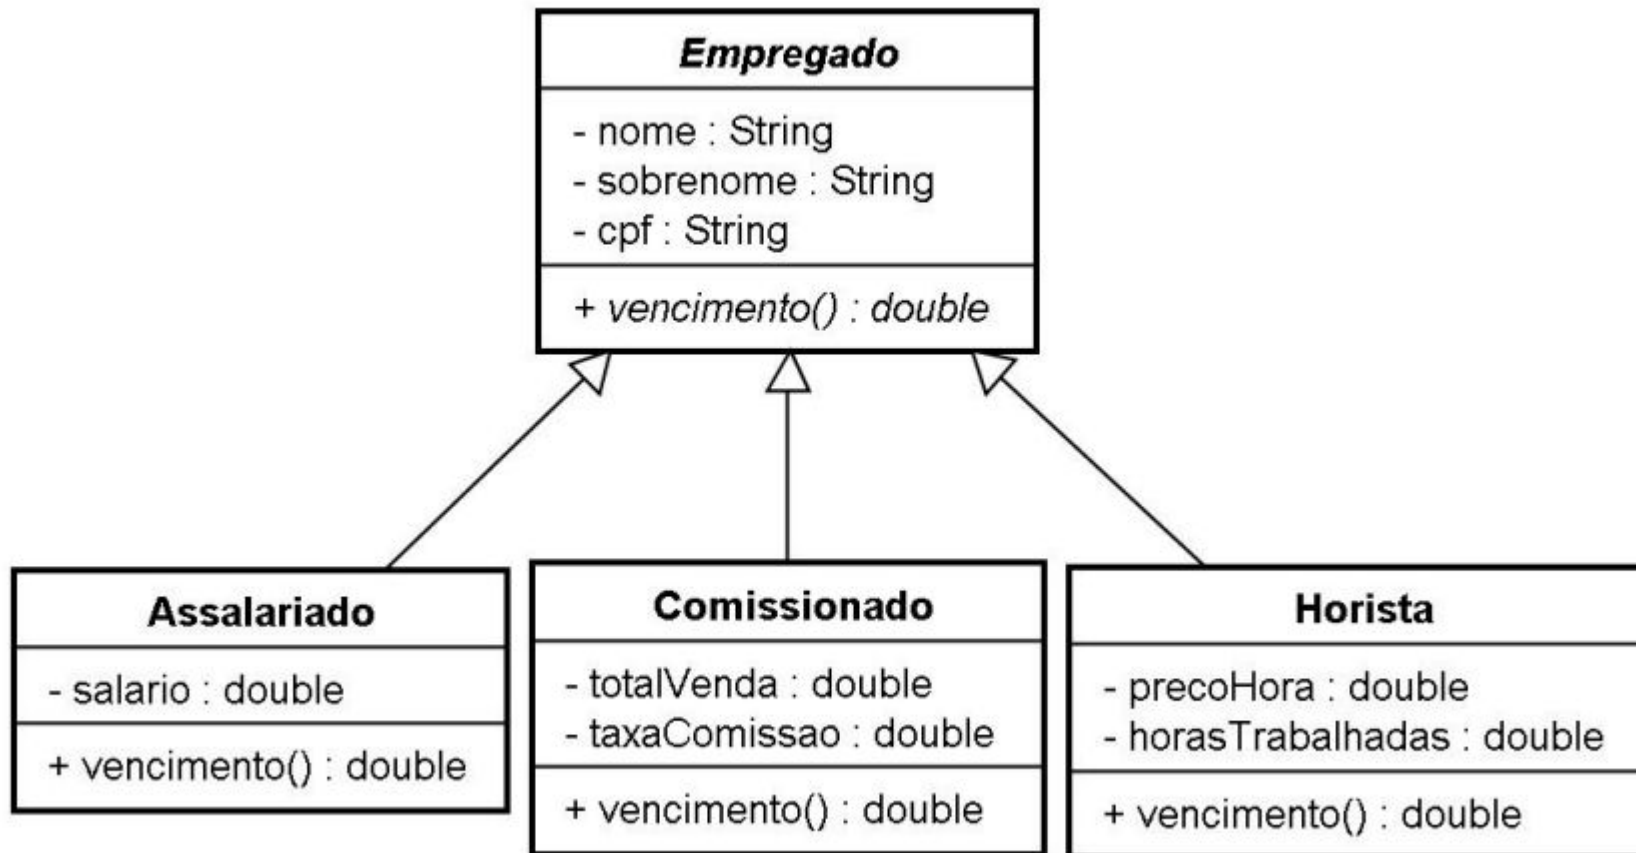 Empregado
- nome : String
- sobrenome : String
- cpf : String
+ vencimento() : double
Assalariado
- salario : double
+ vencimento() : double
Comissionado
- totalVenda : double
- taxaComissao : double
+ vencimento() : double
Horista
- precoHora : double
- horasTrabalhadas : double
+ vencimento() : double